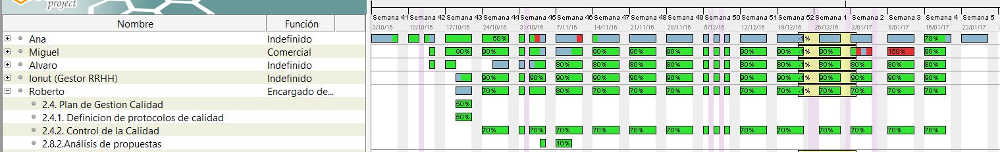 project
Semana 41 Semana 42 Semana 43 Semana 44 Semana 45 Semana 46 Semana 47 Semana 48 Semana 49 Semana 50 Semana 51 Semana 52 Semana 1 Semana 2 Semana 3 Semana 4 Semana 5
Nombre Función
3/10/16 10/10/16 17/10/16 24/10/16 31/10/16 7/11/16 14/11/16 21/11/16 28/11/16 5/12/16 12/12/16 19/12/16 26/12/16 2/01/17 9/01/17 16/01/17 23/01/17
Ana Indefinido 50% -1% 70%
Miguel Comercial 90% 90% 90% 90% 90% 90% 90% -1% 90% 150% 90%
Alvaro Indefinido 80% 80% 80% 80% 80% 80% -1% 80% 80% 80% 80%
Ionut (Gestor RRHH) Indefinido 90% 90% 90% 90% 90% 90% 90% 90% -1% 90% 90% 90% 90%
Roberto Encargado de... 70% 80% 70% 70% 70% 70% 70% -1% 70% 70% 70% 70%
2.4. Plan de Gestion Calidad 50%
2.4.1. Definicion de protocolos de calidad 50%
2.4.2. Control de la Calidad 70% 70% 70% 70% 70% 70% 70% 70% 70% 70% 70% 70% 70%
2.8.2.Análisis de propuestas 10%